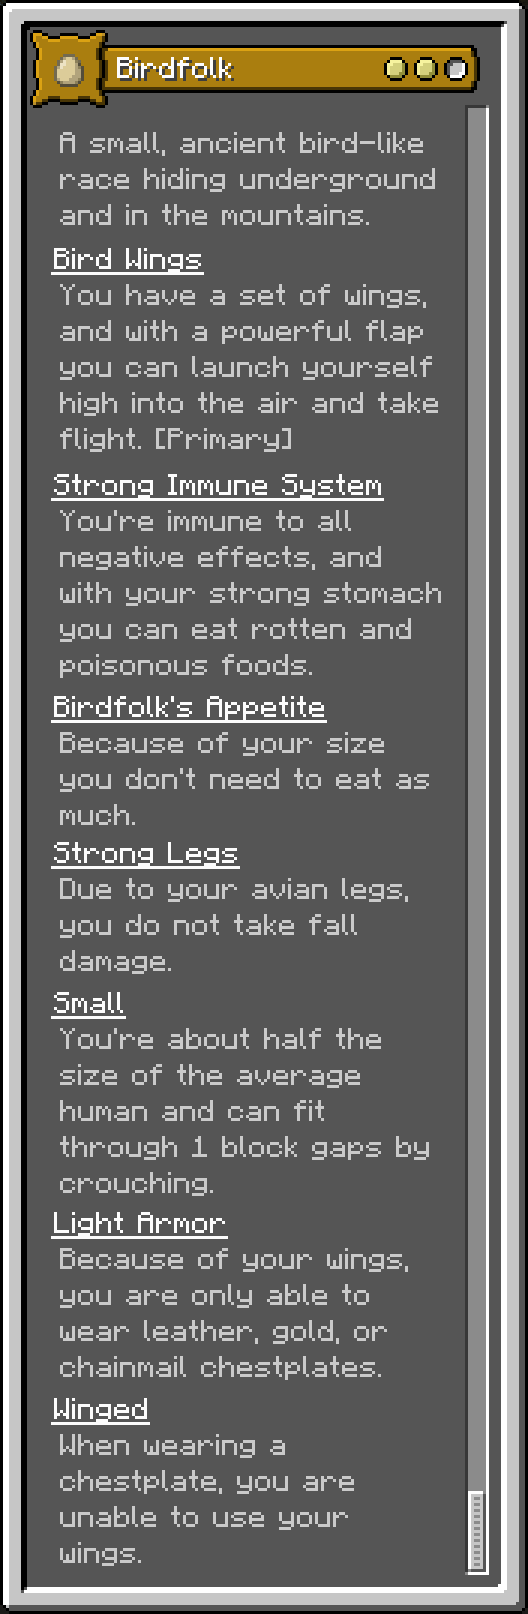 Birdfolk
A small, ancient bird-like
race hiding underground
and in the mountains.
Bird Wings
You have a set of wings,
and with a powerful flap
you can launch yourself
high into the air and take
flight. [Primary]
Strong Immune System
You're immune to all
negative effects, and
with your strong stomach
you can eat rotten and
poisonous foods.
Birdfolk's Appetite
Because of your size
you don't need to eat as
much.
Strong Legs
Due to your avian legs,
you do not take fall
damage.
Small
You're about half the
size of the average
human and can fit
through 1 block gaps by
crouching.
Light Armor
Because of your wings,
you are only able to
wear leather, gold, or
chainmail chestplates.
Winged
When wearing a
chestplate, you are
unable to use your
wings.